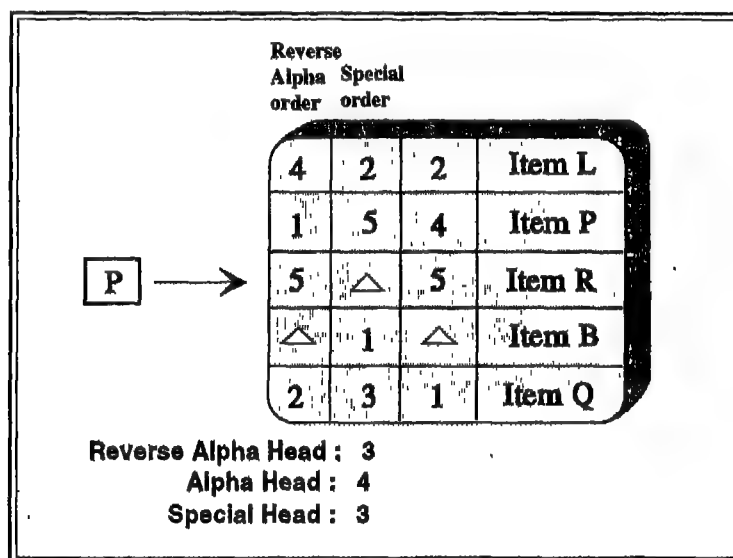 Reverse
Alpha Special
order order
4 2 2 Item L
1 5 4 Item P
P
5 △ 5 Item R
△ 1 △ Item B
2 3 1 Item Q
Reverse Alpha Head : 3
Alpha Head : 4
Special Head : 3